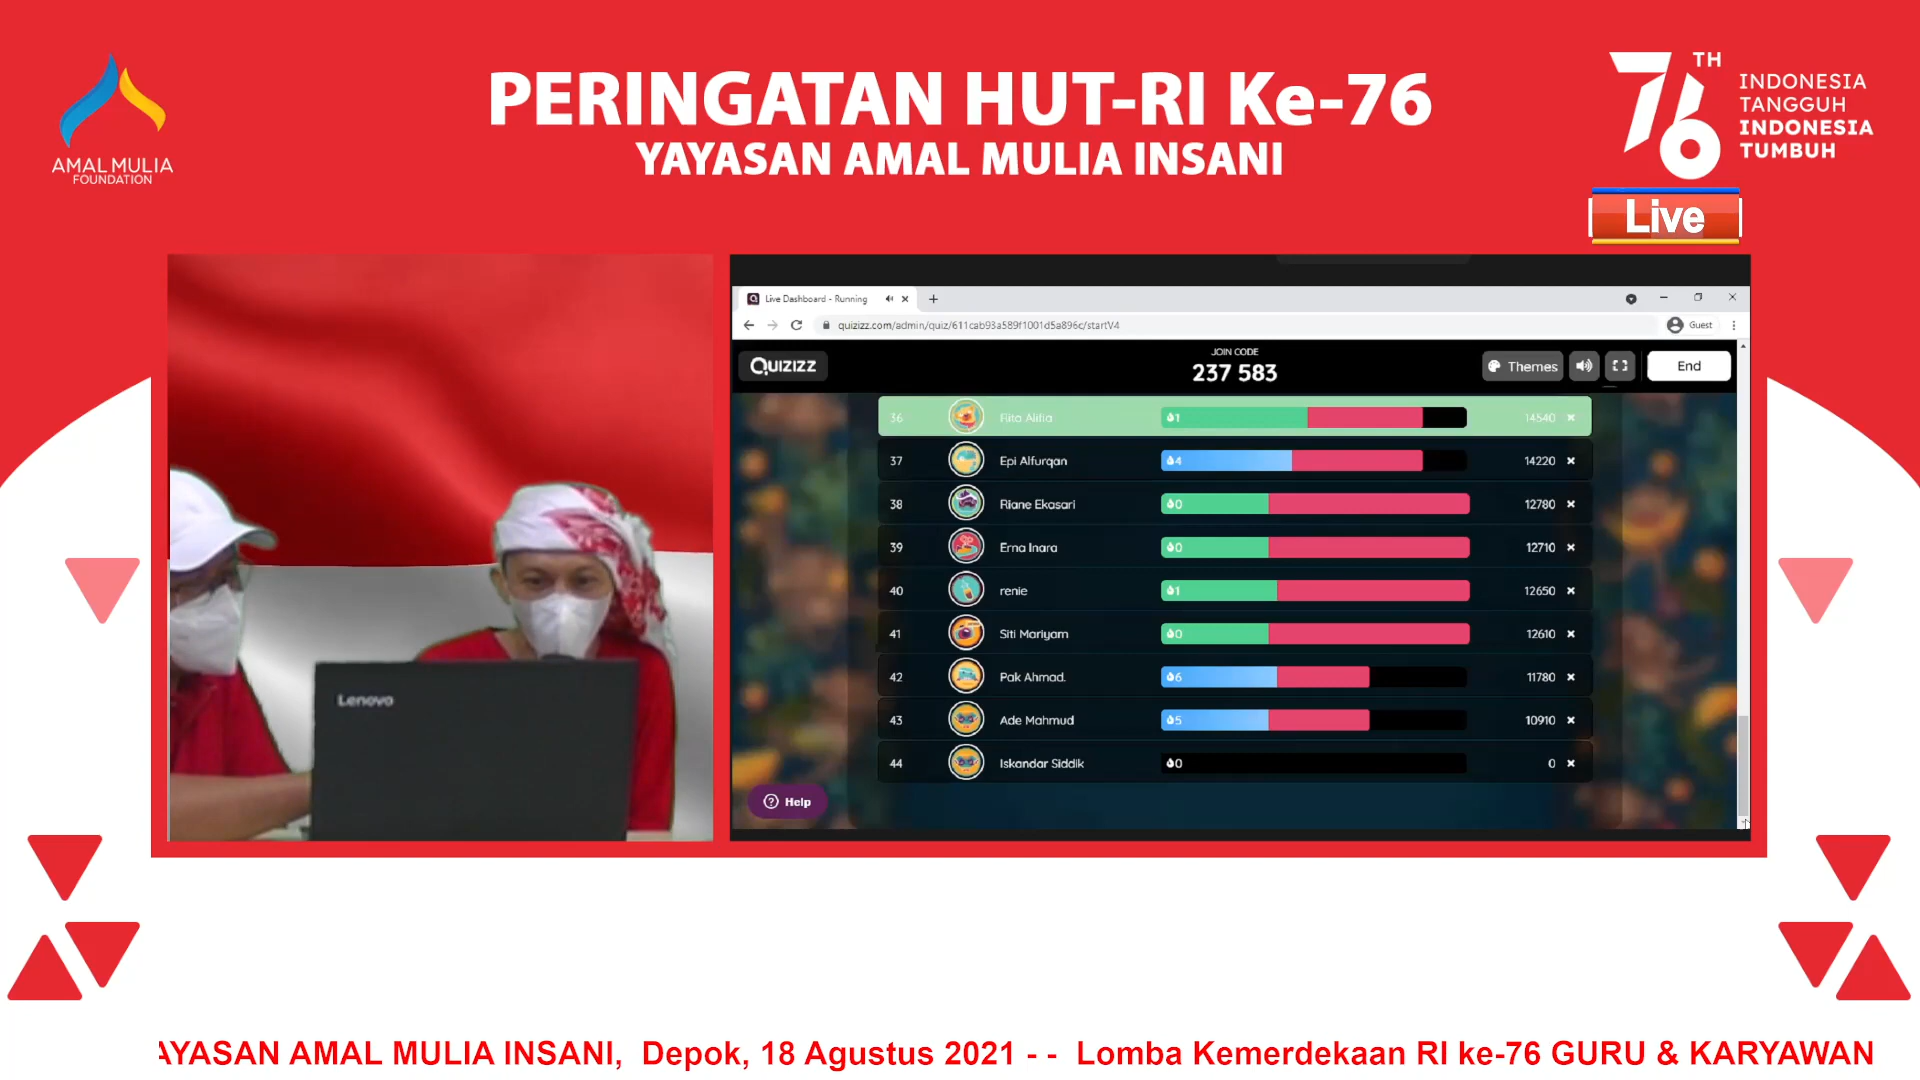 AMAL MULIA
FOUNDATION
PERINGATAN HUT-RI Ke-76
YAYASAN AMAL MULIA INSANI
76 TH
INDONESIA
TANGGUH
INDONESIA
TUMBUH
Live
Live Dashboard - Running
quizizz.com/admin/quiz/611cab93a589f1001d5a896c/startV4
Guest
Quizizz
JOIN CODE
237 583
Themes
End
36 Rita Alifia 1 14540
37 Epi Alfurqan 4 14220
38 Riane Ekasari 0 12780
39 Erna Inara 0 12710
40 renie 1 12650
41 Siti Mariyam 0 12610
42 Pak Ahmad. 6 11780
43 Ade Mahmud 5 10910
44 Iskandar Siddik 0 0
Help
Lenovo
AYASAN AMAL MULIA INSANI, Depok, 18 Agustus 2021 - - Lomba Kemerdekaan RI ke-76 GURU & KARYAWAN